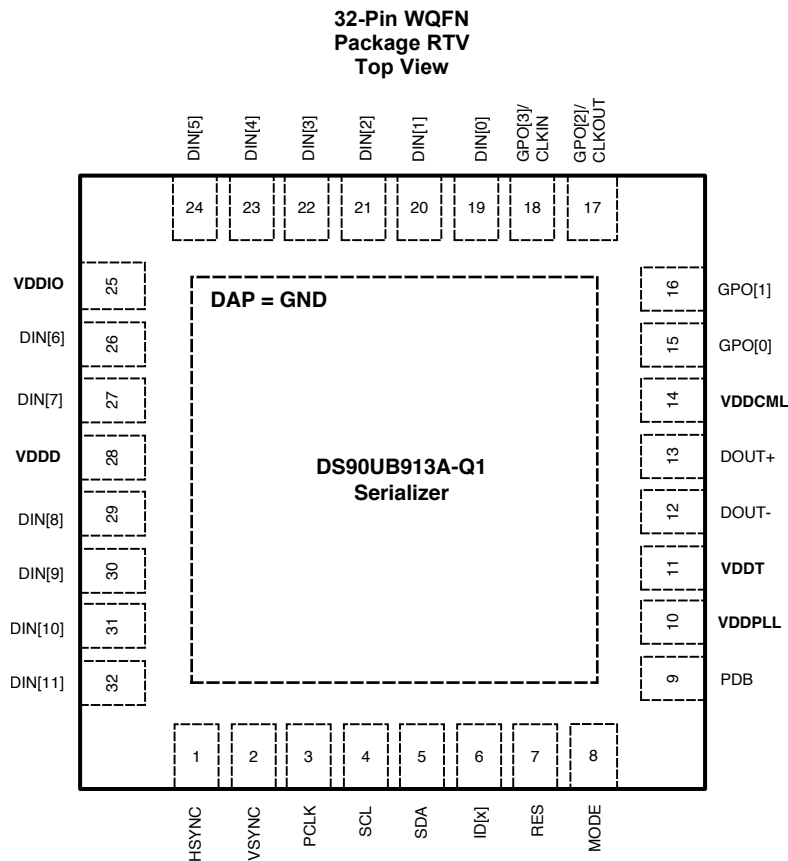 32-Pin WQFN
Package RTV
Top View
DIN[5]
DIN[4]
DIN[3]
DIN[2]
DIN[1]
DIN[0]
GPO[3]/
CLKIN
GPO[2]/
CLKOUT
24
23
22
21
20
19
18
17
VDDIO
25
DIN[6]
26
DIN[7]
27
VDDD
28
DIN[8]
29
DIN[9]
30
DIN[10]
31
DIN[11]
32
DAP = GND
DS90UB913A-Q1
Serializer
16
GPO[1]
15
GPO[0]
14
VDDCML
13
DOUT+
12
DOUT-
11
VDDT
10
VDDPLL
9
PDB
1
2
3
4
5
6
7
8
HSYNC
VSYNC
PCLK
SCL
SDA
ID[x]
RES
MODE